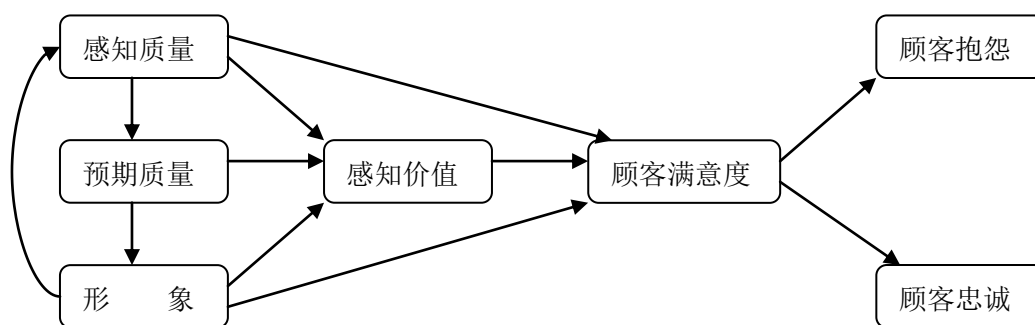 感知质量
顾客抱怨
预期质量
感知价值
顾客满意度
形 象
顾客忠诚